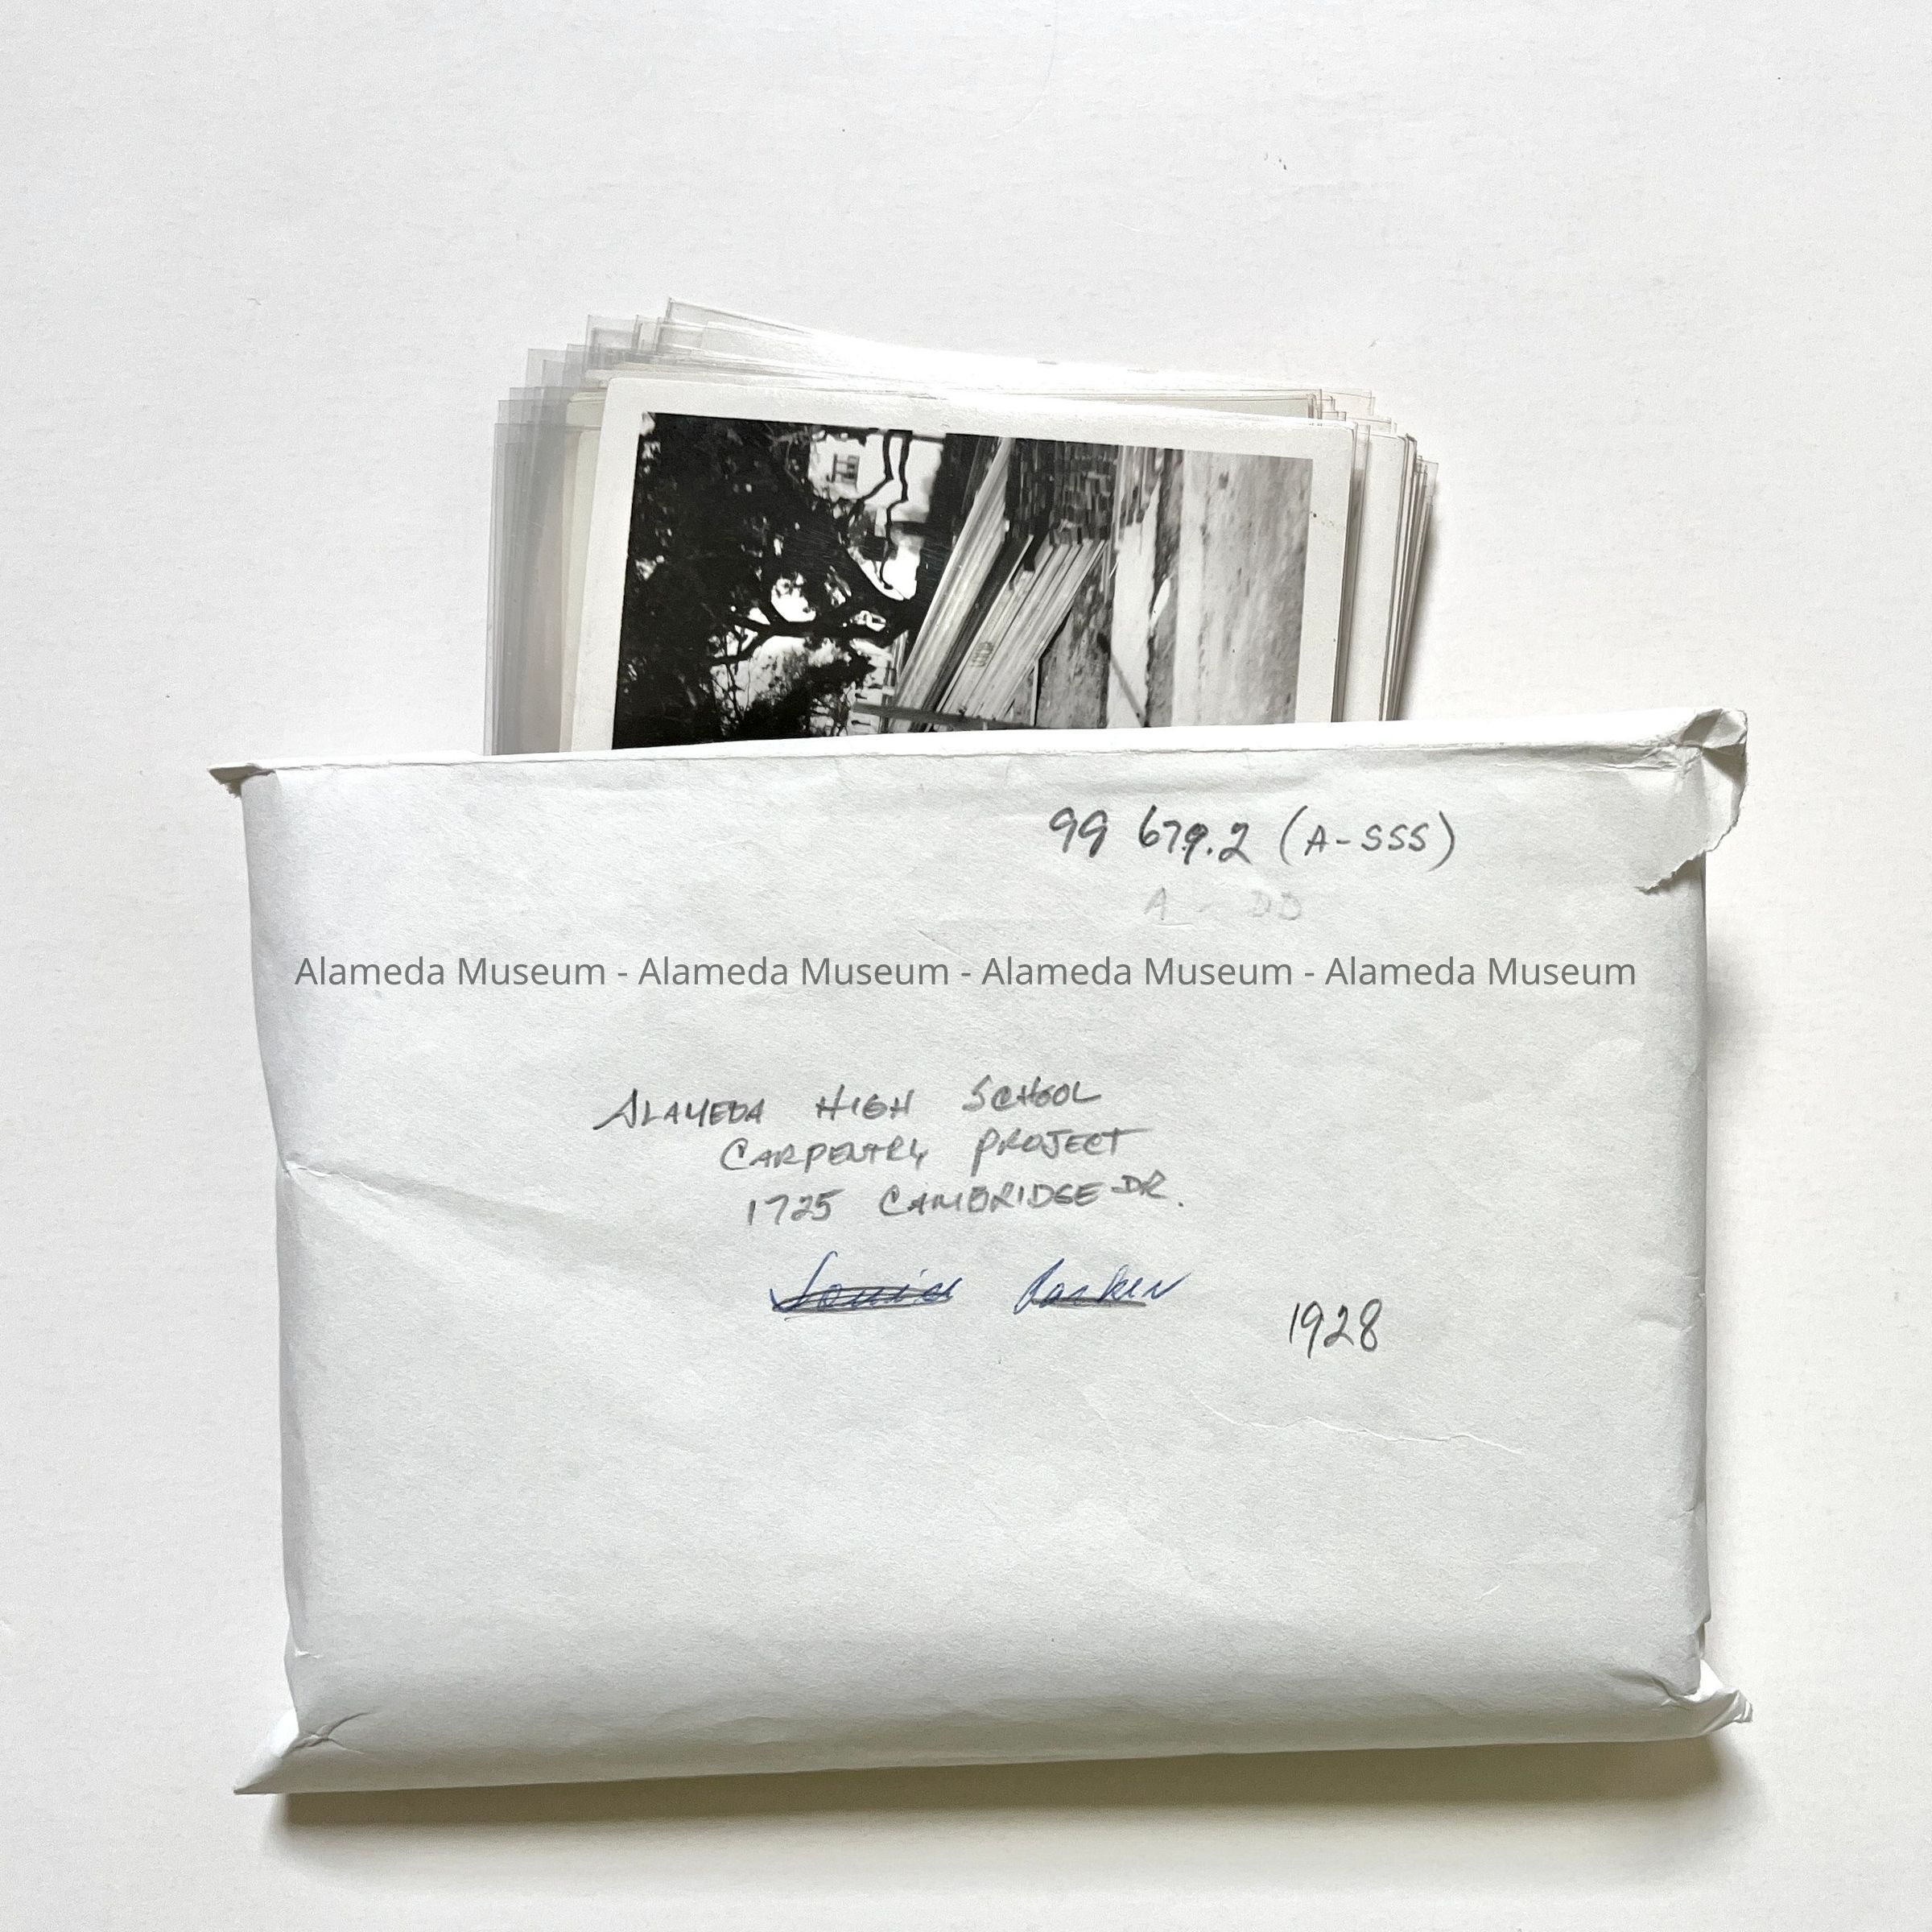 99 679.2 (A-SSS)
A - DD
Alameda Museum - Alameda Museum - Alameda Museum - Alameda Museum
ALAMEDA HIGH SCHOOL
CARPENTRY PROJECT
1725 CAMBRIDGE DR.
1928